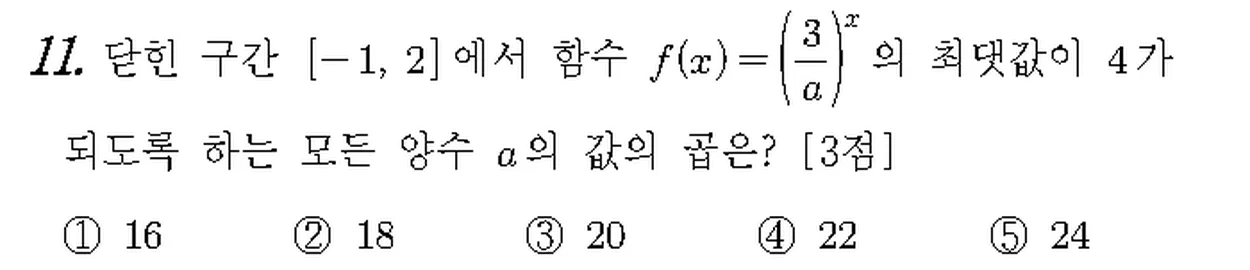 11. 닫힌 구간 [-1, 2]에서 함수 f(x)=(3/a)^x 의 최댓값이 4가
되도록 하는 모든 양수 a의 값의 곱은? [3점]
① 16 ② 18 ③ 20 ④ 22 ⑤ 24